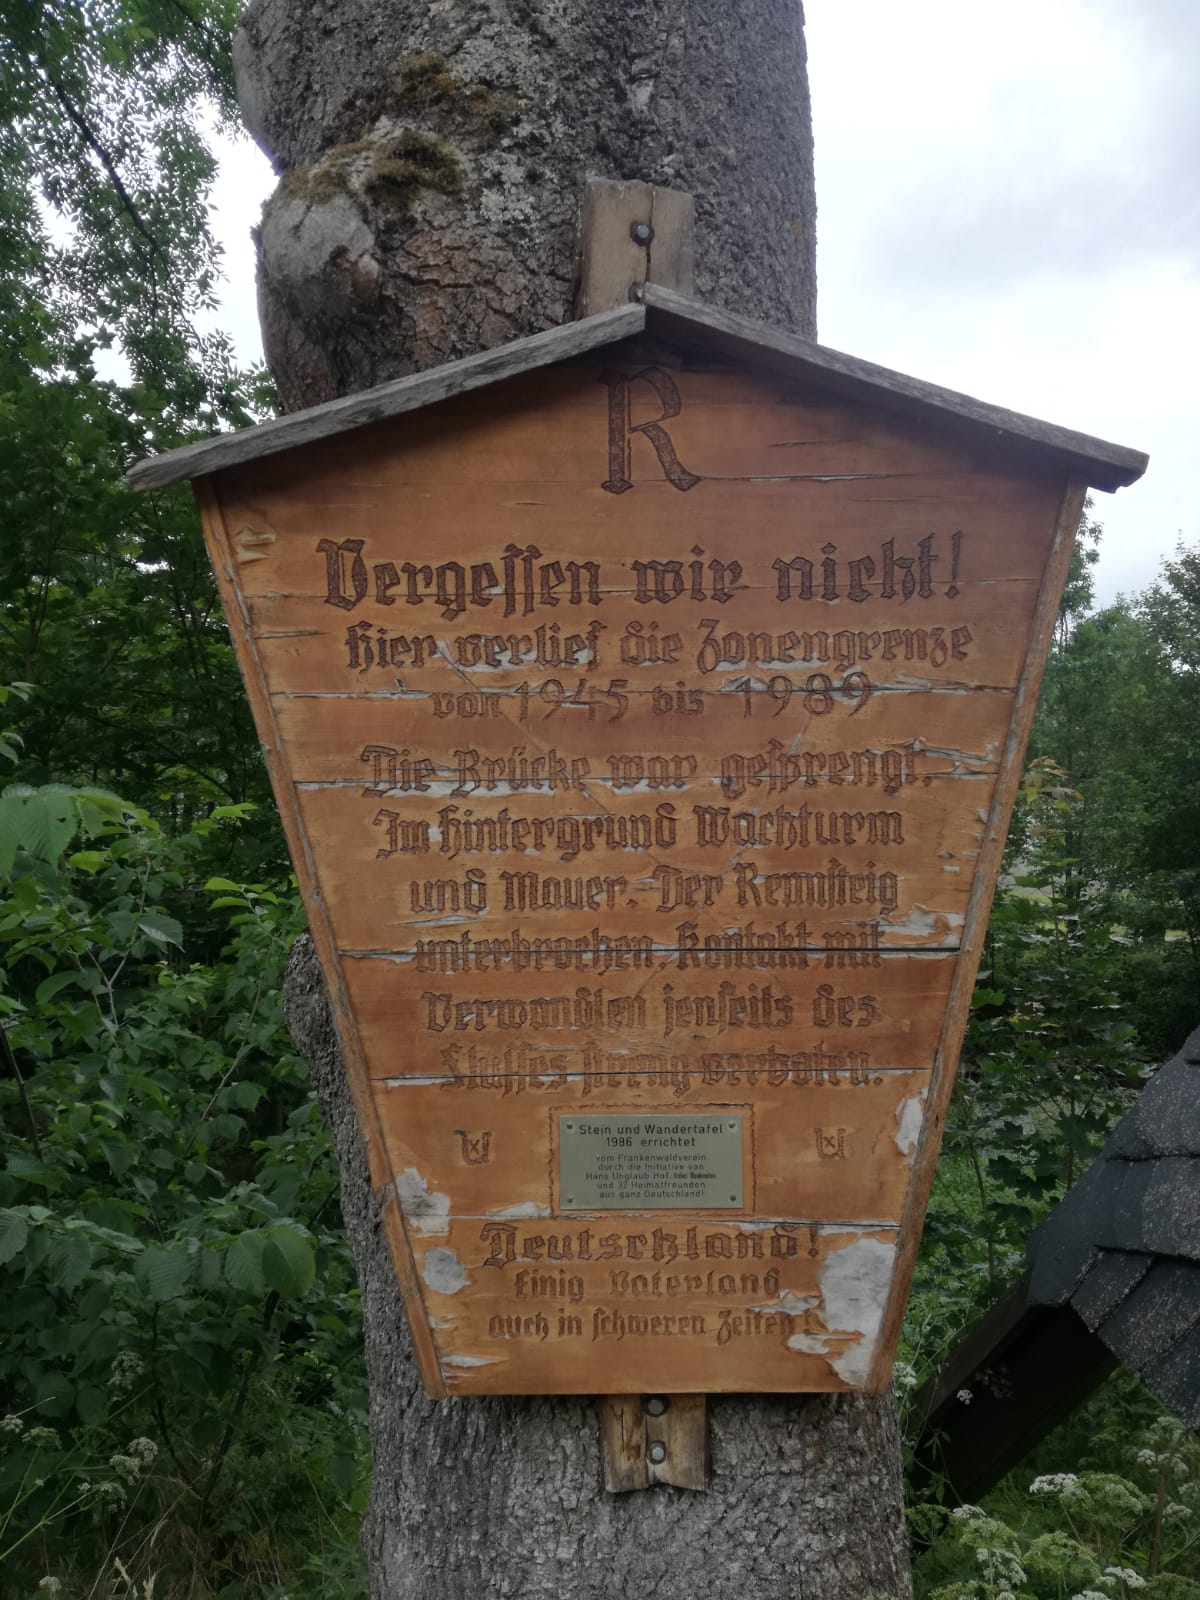 R
Vergessen wir nicht!
Hier verlief die Zonengrenze
von 1945 bis 1989
Die Brücke war gesprengt.
Im Hintergrund Wachturm
und Mauer. Der Rennsteig
unterbrochen. Kontakt mit
Verwandten jenseits des
Flusses streng verboten.
Stein und Wandertafel
1986 errichtet
vom Frankenwaldverein
durch die Initiative von
Hans Unglaub Hof,
und 32 Heimatfreunden
aus ganz Deutschland!
Deutschland!
Einig Vaterland
auch in schweren Zeiten!